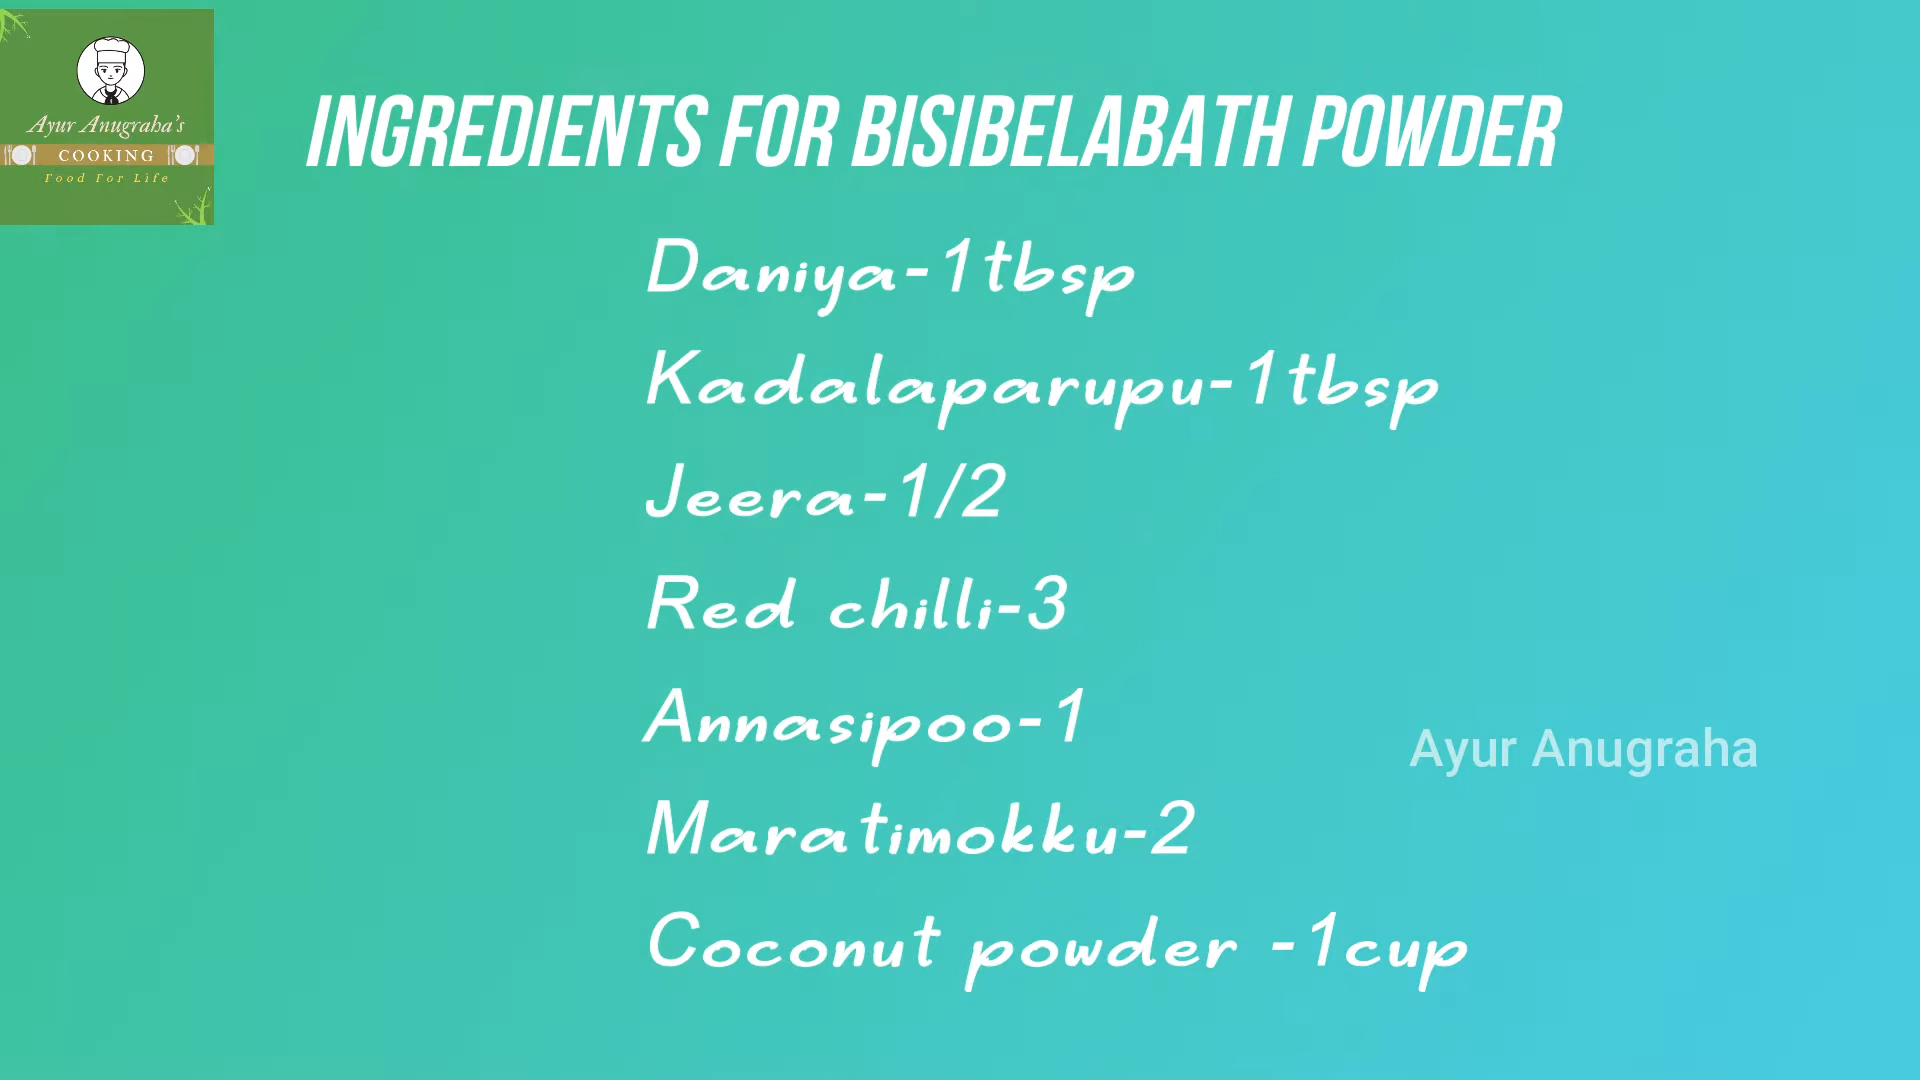 Ayur Anugraha's
COOKING
Food For Life
INGREDIENTS FOR BISIBELABATH POWDER
Daniya-1tbsp
Kadalaparupu-1tbsp
Jeera-1/2
Red chilli-3
Annasipoo-1
Maratimokku-2
Coconut powder -1cup
Ayur Anugraha